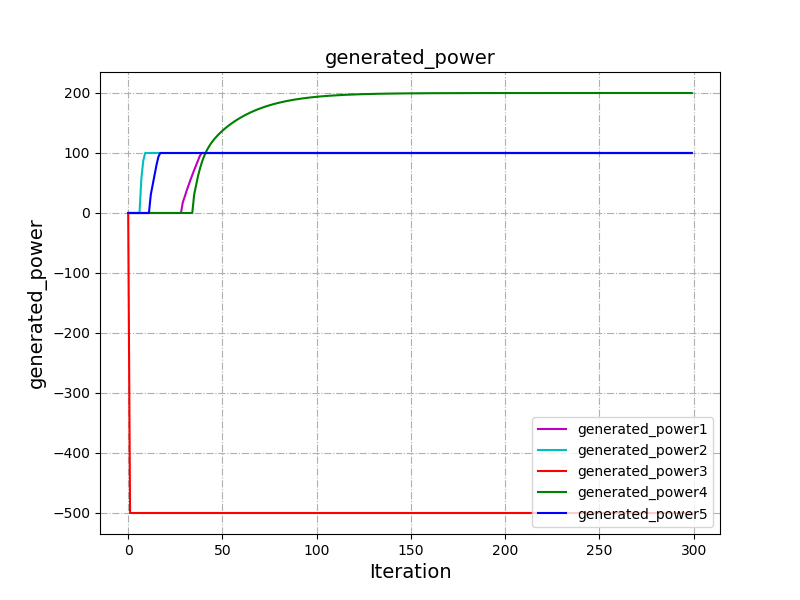 generated_power
generated_power
200
100
0
−100
−200
−300
−400
−500
0
50
100
150
200
250
300
Iteration
generated_power1
generated_power2
generated_power3
generated_power4
generated_power5